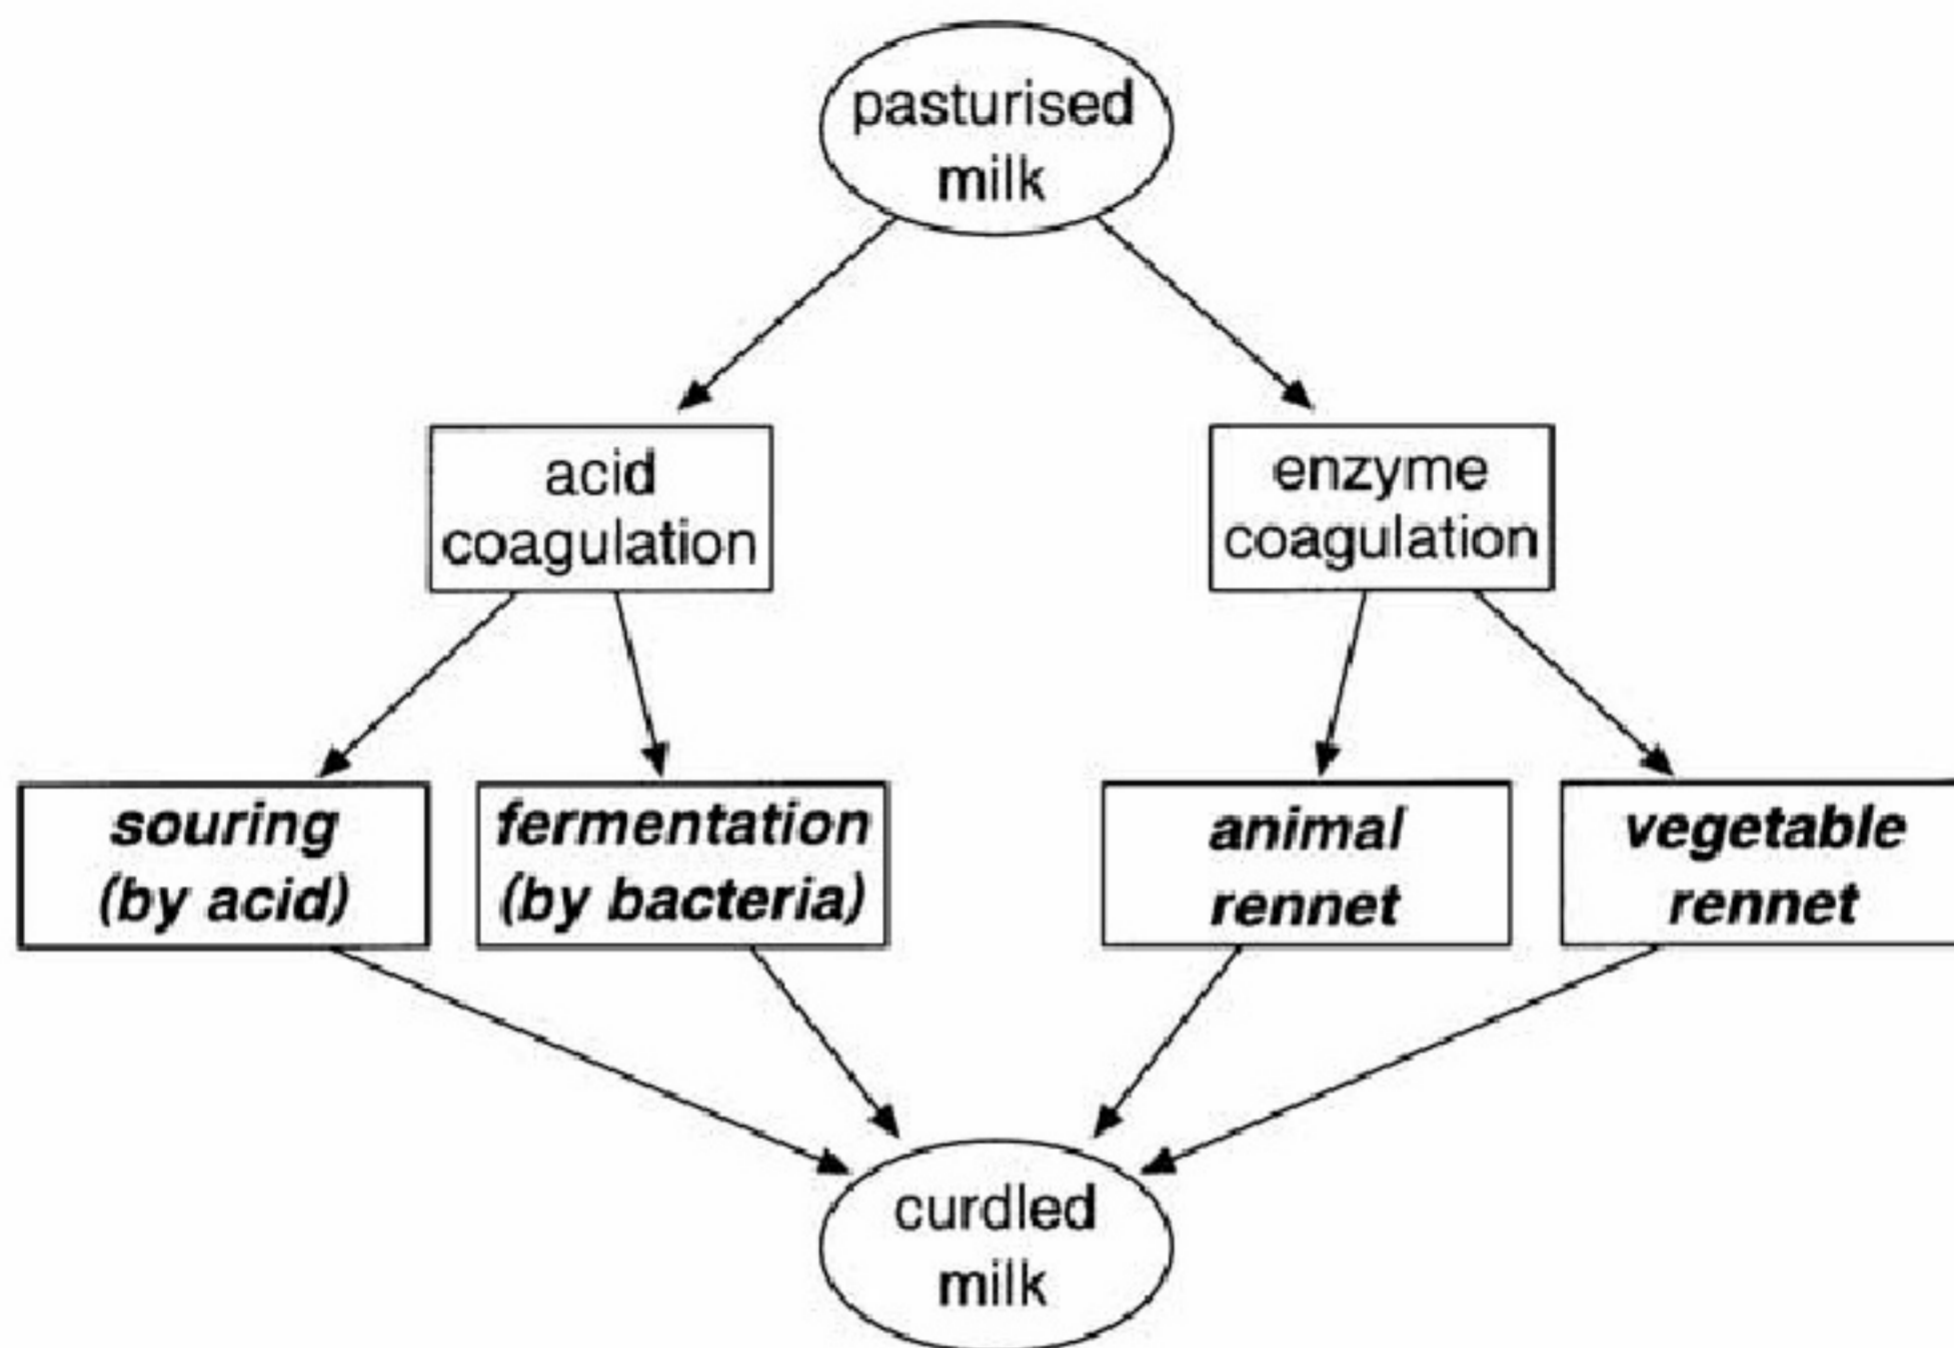 pasturised
milk
acid
coagulation
enzyme
coagulation
souring
(by acid)
fermentation
(by bacteria)
animal
rennet
vegetable
rennet
curdled
milk